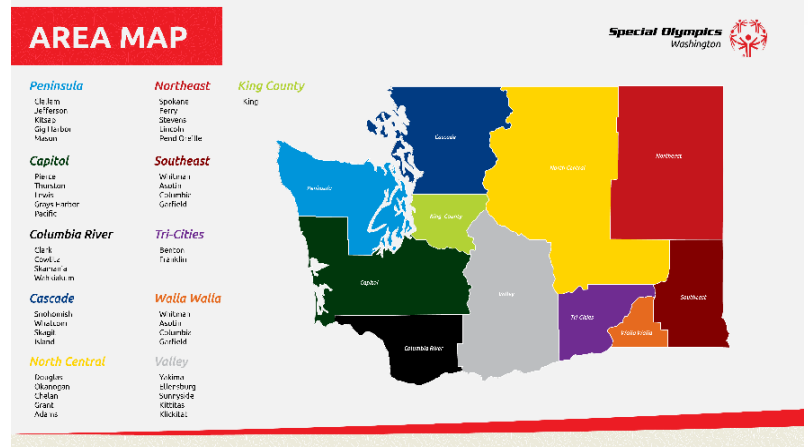 AREA MAP
Special Olympics
Washington
Peninsula
Clallam
Jefferson
Kitsap
Gig Harbor
Mason
Northeast
Spokane
Ferry
Stevens
Lincoln
Pend Oreille
King County
King
Capitol
Pierce
Thurston
Lewis
Grays Harbor
Pacific
Southeast
Whitman
Asotin
Columbia
Garfield
Columbia River
Clark
Cowlitz
Skamania
Wahkiakum
Tri-Cities
Benton
Franklin
Cascade
Snohomish
Whatcom
Skagit
Island
Walla Walla
Whitman
Asotin
Columbia
Garfield
North Central
Douglas
Okanogan
Chelan
Grant
Adams
Valley
Yakima
Ellensburg
Sunnyside
Kittitas
Klickitat
Cascade
Northeast
North Central
Peninsula
King County
Capitol
Valley
Southeast
Tri Cities
Walla Walla
Columbia River